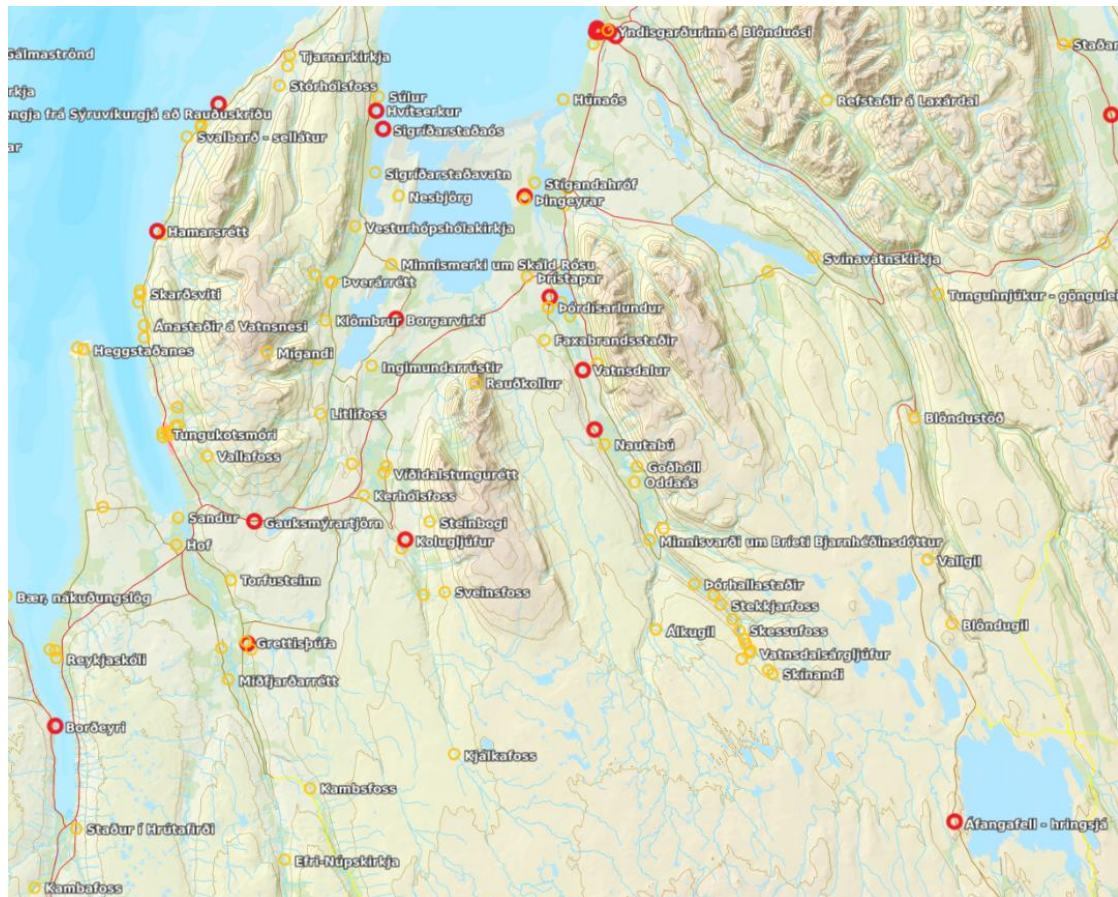 Yndisgarðurinn á Blönduósi
Staðar
Gálmaströnd
Tjarnarkirkja
Stórhólsfoss
rkja
Súlur
Húnaós
Refstaðir á Laxárdal
engja frá Sýruvíkurgjá að Rauðuskriðu
Hvítserkur
Svalbarð - sellátur
Sigríðarstaðaós
ar
Sigríðarstaðavatn
Stígandahróf
Nesbjörg
Þingeyrar
Hamarsrétt
Vesturhópshólakirkja
Minnismerki um Skáld Rósu
Svínavatnskirkja
Þverárrétt
Þrístapar
Skarðsviti
Tunguhnjúkur - göngulei
Þórdísarlundur
Ánastaðir á Vatnsnesi
Klömbrur
Borgarvirki
Faxabrandsstaðir
Heggstaðanes
Migandi
Ingimundarrústir
Vatnsdalur
Rauðkollur
Litlifoss
Blöndustöð
Tungukotsmóri
Nautabú
Vallafoss
Víðidalstungurétt
Goðhóll
Oddaás
Kerhólsfoss
Sandur
Gauksmýrartjörn
Steinbogi
Hof
Kolugljúfur
Minnisvarði um Bríeti Bjarnhéðinsdóttur
Vallgil
Torfusteinn
Þórhallastaðir
Bær, nákuðungslög
Sveinsfoss
Stekkjarfoss
Álkugil
Skessufoss
Blöndugil
Grettisþúfa
Reykjaskóli
Vatnsdalsárgljúfur
Miðfjarðarrétt
Skínandi
Borðeyri
Kjálkafoss
Kambsfoss
Áfangafell - hringsjá
Staður í Hrútafirði
Efri-Núpskirkja
Kambafoss